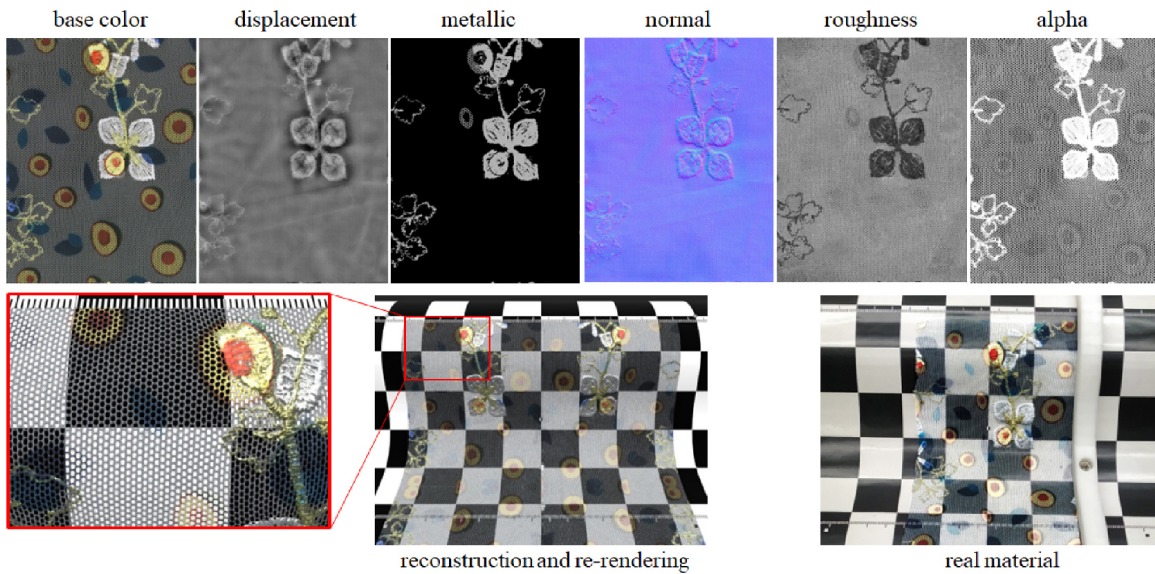 base color displacement metallic normal roughness alpha
reconstruction and re-rendering real material